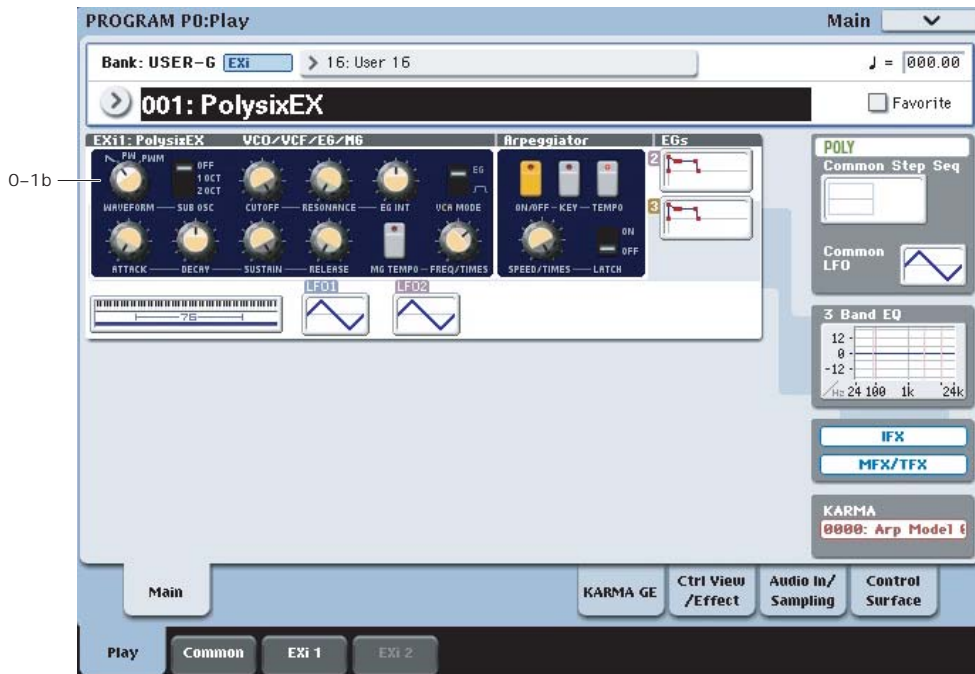 PROGRAM P0:Play Main
Bank: USER-G EXi 16: User 16 ♩ = 000.00
001: PolysixEX Favorite
EXi1: PolysixEX VCO/VCF/EG/MG Arpeggiator EGs
PW PWM OFF 1 OCT 2 OCT EG
0-1b
WAVEFORM SUB OSC CUTOFF RESONANCE EG INT VCA MODE ON/OFF KEY TEMPO
2
3
ON
OFF
ATTACK DECAY SUSTAIN RELEASE MG TEMPO FREQ/TIMES SPEED/TIMES LATCH
LFO1 LFO2
76
POLY
Common Step Seq
Common
LFO
3 Band EQ
12
0
-12
Hz 24 100 1k 24k
IFX
MFX/TFX
KARMA
0000: Arp Model
Main KARMA GE Ctrl View /Effect Audio In/ Sampling Control Surface
Play Common EXi 1 EXi 2